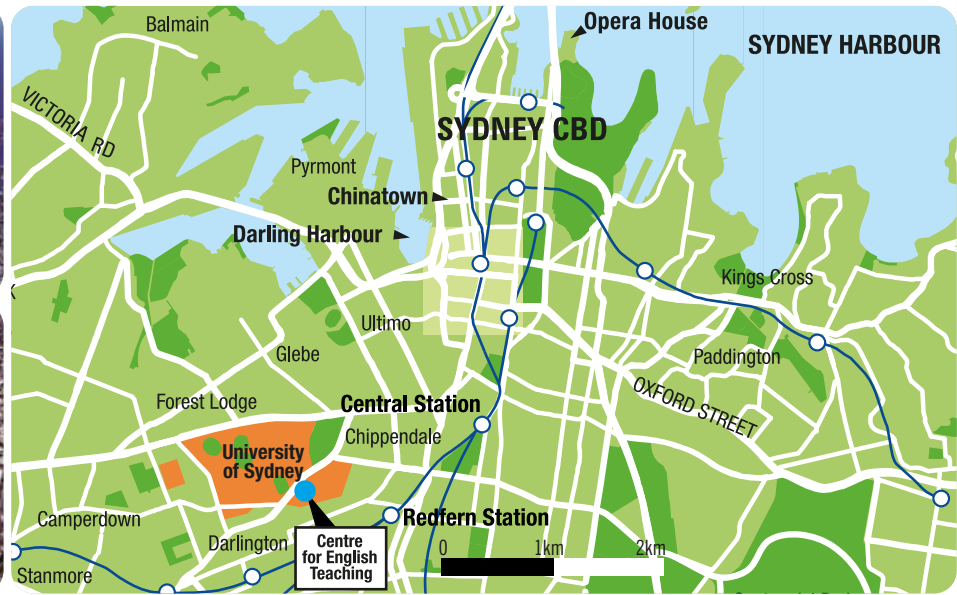 Balmain
Opera House
SYDNEY HARBOUR
VICTORIA RD
SYDNEY CBD
Pyrmont
Chinatown
Darling Harbour
Kings Cross
K
Ultimo
Glebe
Paddington
OXFORD STREET
Forest Lodge
Central Station
Chippendale
University
of Sydney
Camperdown
Redfern Station
Darlington
Centre
for English
Teaching
0 1km 2km
Stanmore